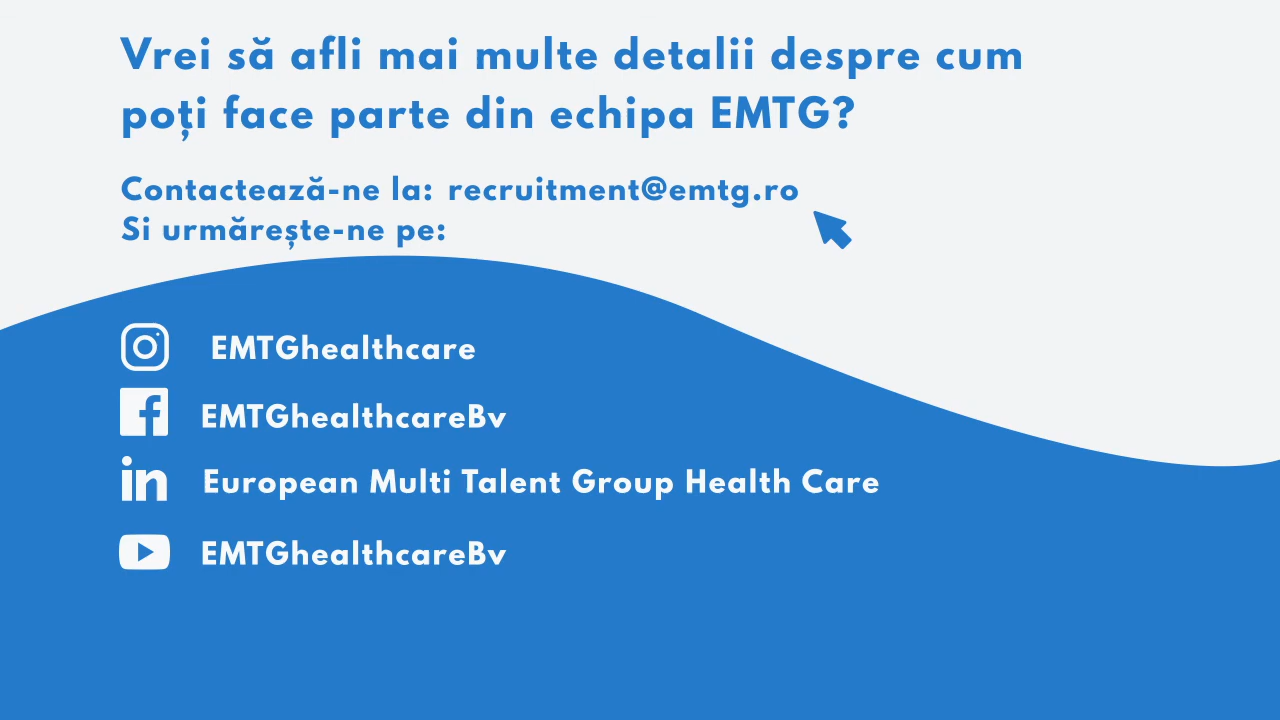 Vrei să afli mai multe detalii despre cum
poți face parte din echipa EMTG?
Contactează-ne la: recruitment@emtg.ro
Si urmărește-ne pe:
EMTGhealthcare
EMTGhealthcareBv
European Multi Talent Group Health Care
EMTGhealthcareBv